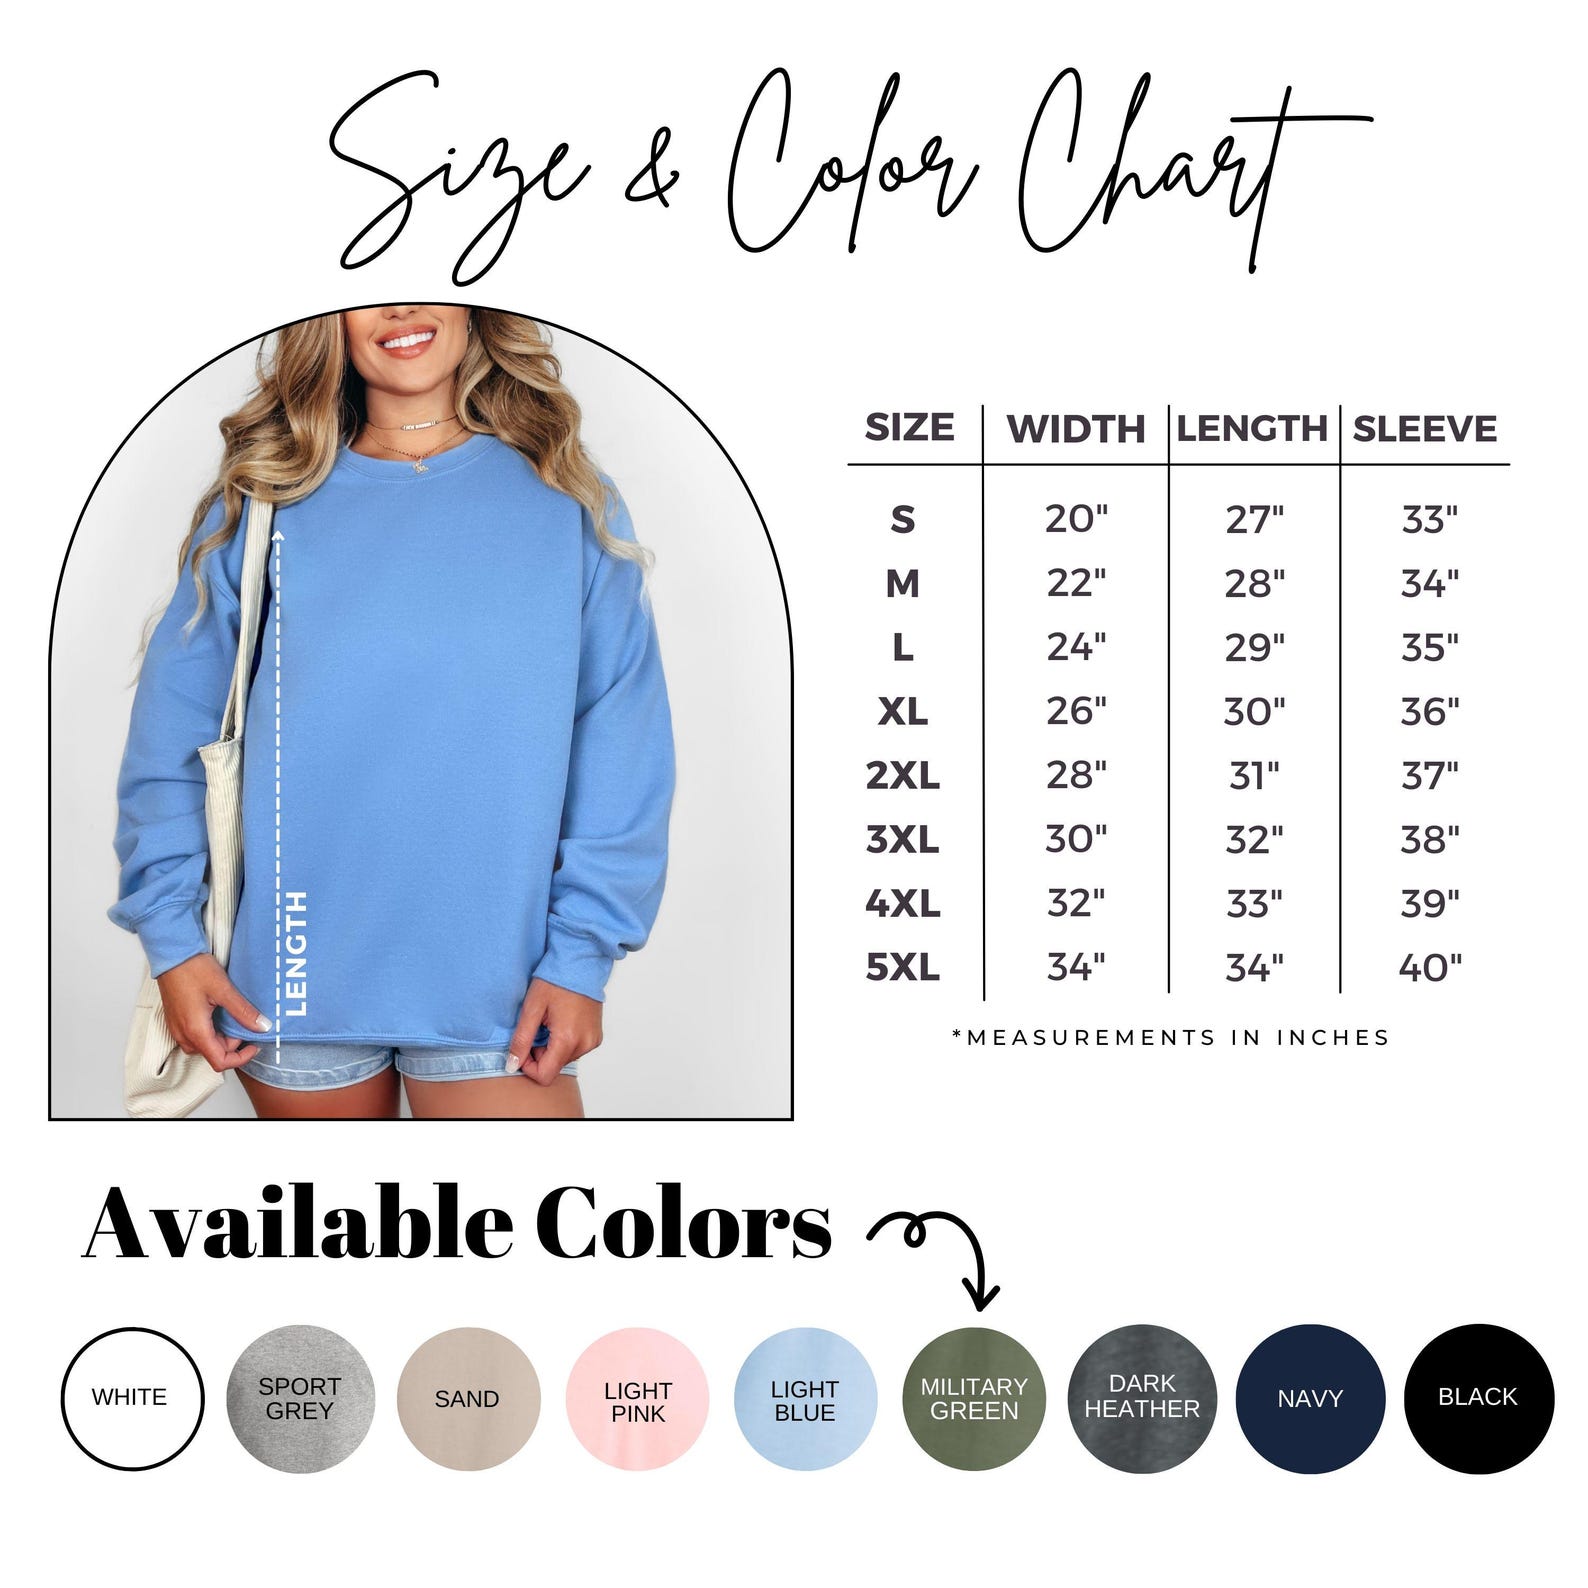 Size & Color Chart
SIZE WIDTH LENGTH SLEEVE
S 20" 27" 33"
M 22" 28" 34"
L 24" 29" 35"
XL 26" 30" 36"
2XL 28" 31" 37"
3XL 30" 32" 38"
4XL 32" 33" 39"
5XL 34" 34" 40"
*MEASUREMENTS IN INCHES
LENGTH
Available Colors
WHITE
SPORT
GREY
SAND
LIGHT
PINK
LIGHT
BLUE
MILITARY
GREEN
DARK
HEATHER
NAVY
BLACK